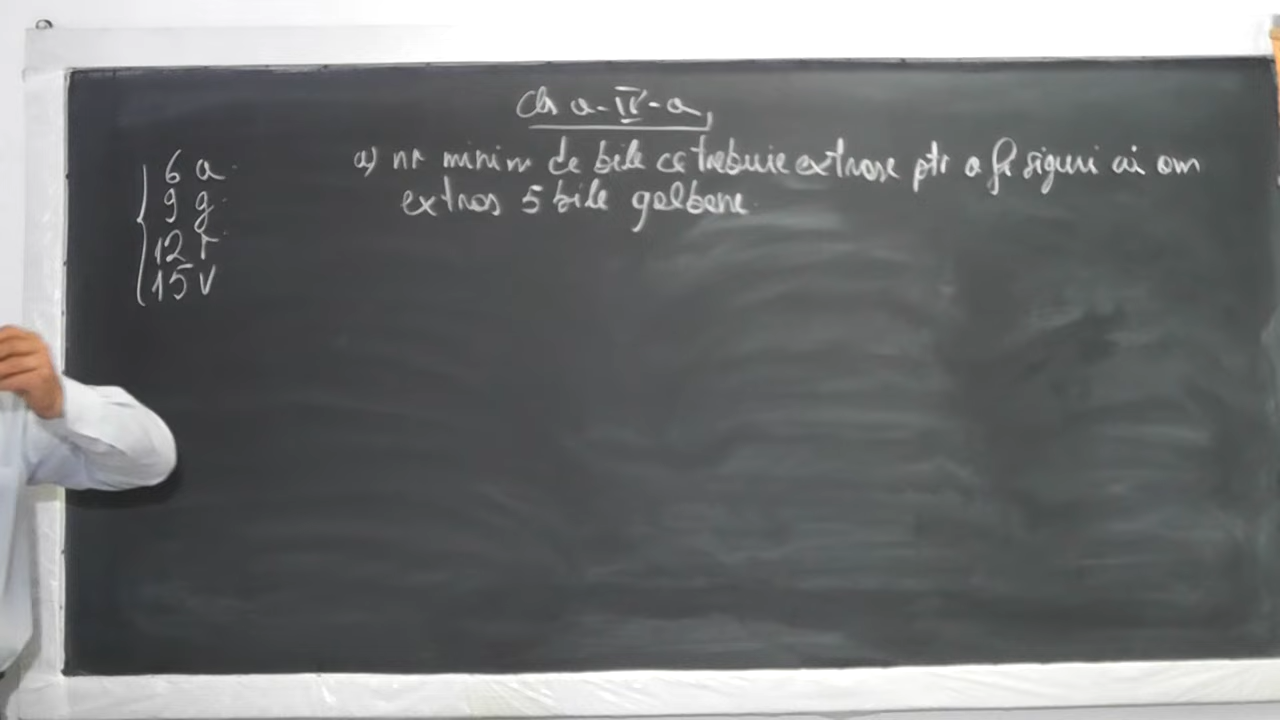 Cls a-IV-a
6 a
9 g
12 r
15 v
a) nr minim de bile ce trebuie extrase ptr a fi siguri că am
extras 5 bile galbene.